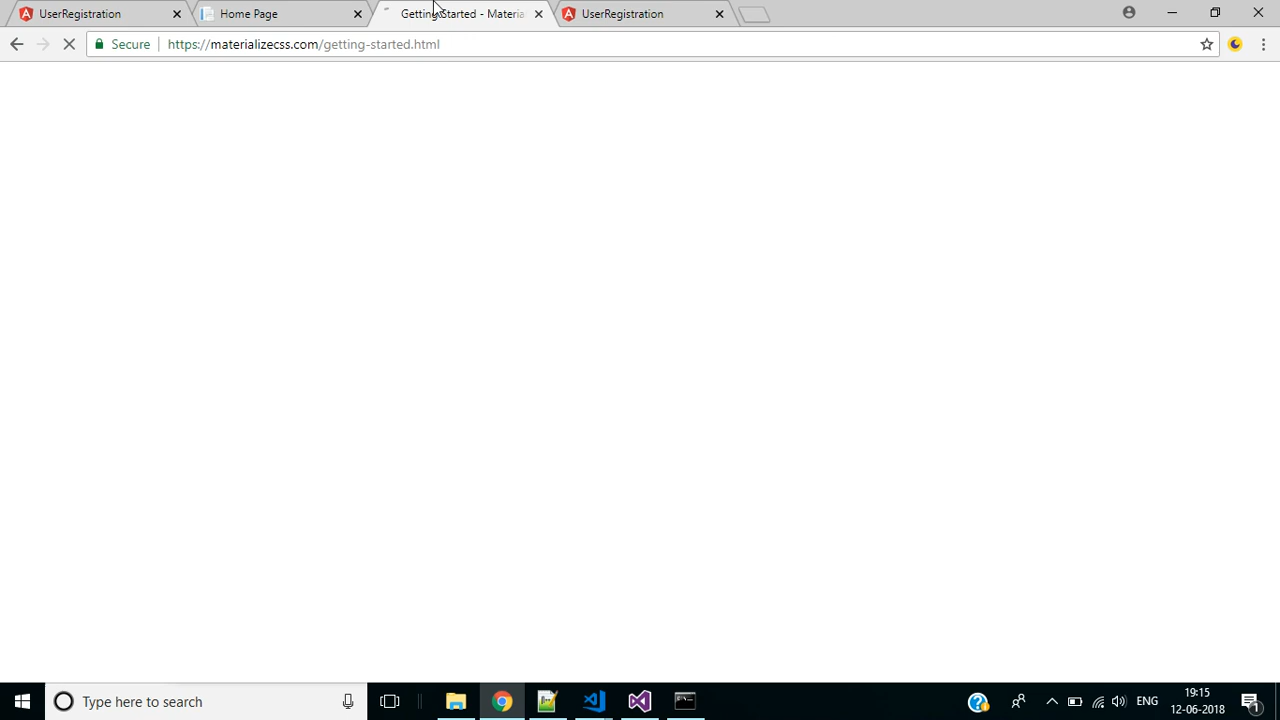 UserRegistration
Home Page
Getting Started - Materia
UserRegistration
Secure
https://materializecss.com/getting-started.html
Type here to search
ENG
19:15
12-06-2018
1